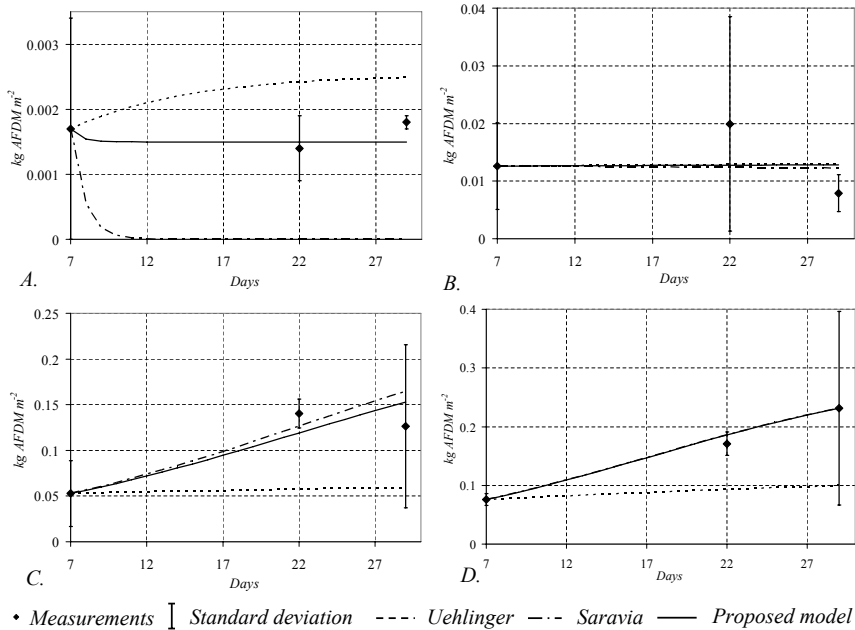 kg AFDM m-2
0.003
0.002
0.001
0
7 12 17 22 27
Days
A.
kg AFDM m-2
0.04
0.03
0.02
0.01
0
7 12 17 22 27
Days
B.
kg AFDM m-2
0.25
0.2
0.15
0.1
0.05
0
7 12 17 22 27
Days
C.
kg AFDM m-2
0.4
0.3
0.2
0.1
0
7 12 17 22 27
Days
D.
Measurements Standard deviation Uehlinger Saravia Proposed model